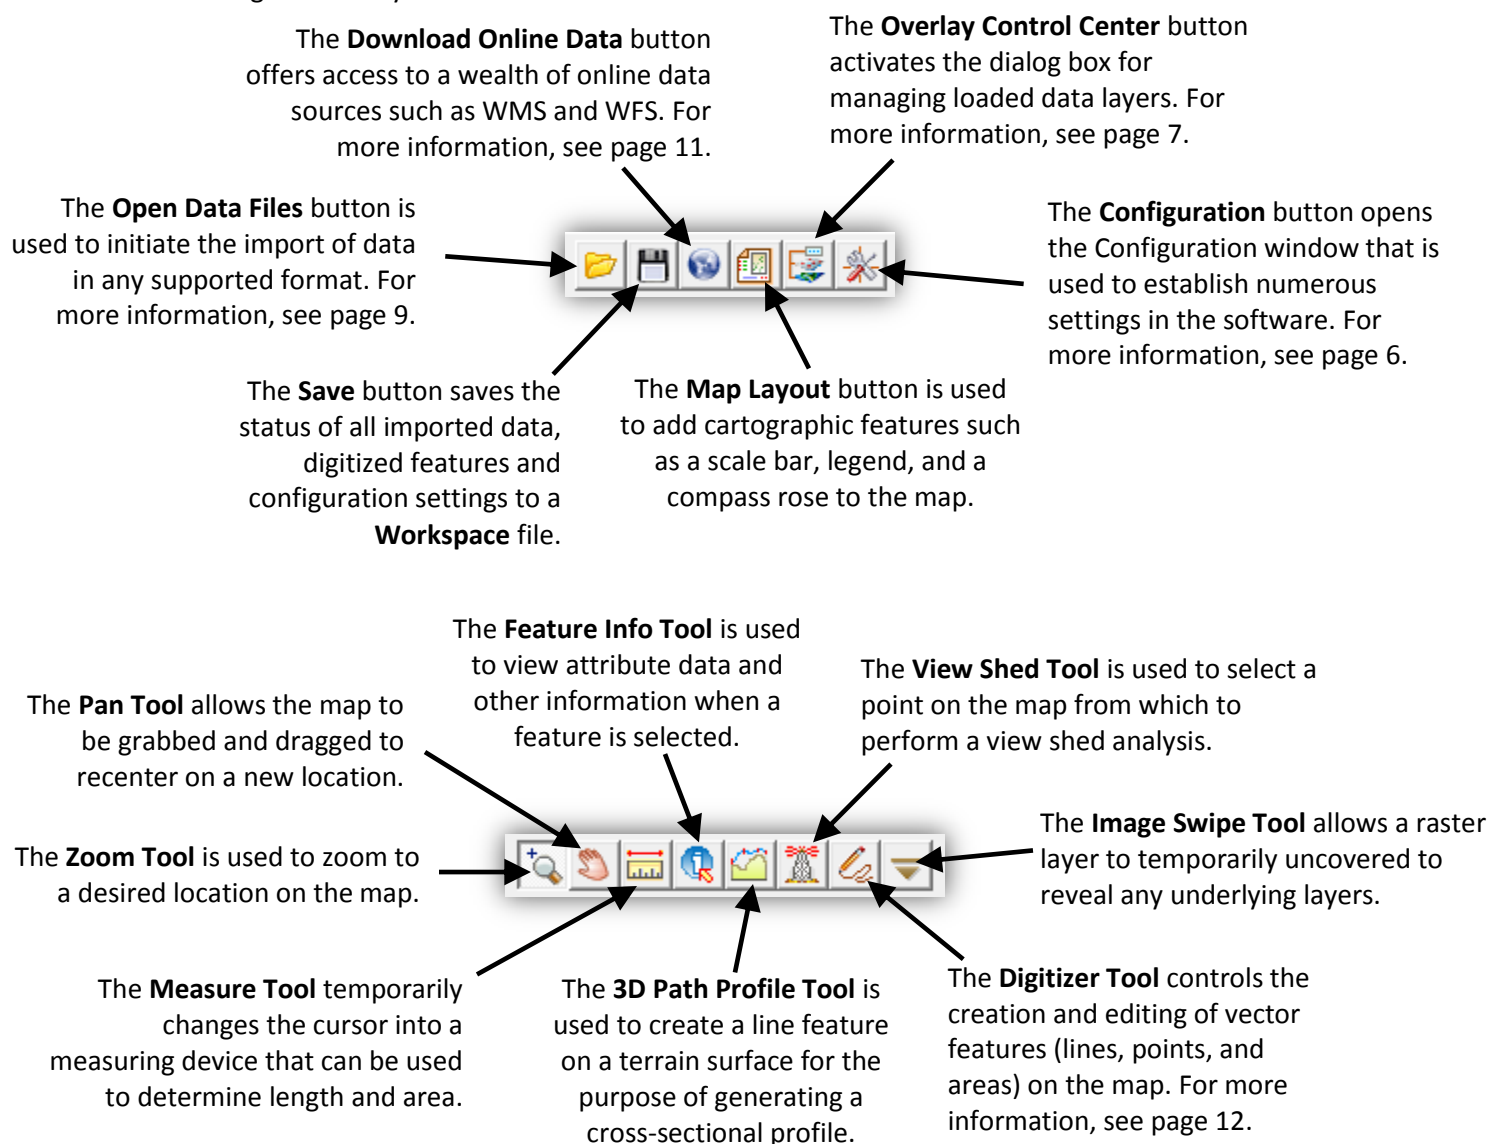 The Download Online Data button
offers access to a wealth of online data
sources such as WMS and WFS. For
more information, see page 11.
The Overlay Control Center button
activates the dialog box for
managing loaded data layers. For
more information, see page 7.
The Open Data Files button is
used to initiate the import of data
in any supported format. For
more information, see page 9.
The Configuration button opens
the Configuration window that is
used to establish numerous
settings in the software. For
more information, see page 6.
The Save button saves the
status of all imported data,
digitized features and
configuration settings to a
Workspace file.
The Map Layout button is used
to add cartographic features such
as a scale bar, legend, and a
compass rose to the map.
The Feature Info Tool is used
to view attribute data and
other information when a
feature is selected.
The View Shed Tool is used to select a
point on the map from which to
perform a view shed analysis.
The Pan Tool allows the map to
be grabbed and dragged to
recenter on a new location.
The Zoom Tool is used to zoom to
a desired location on the map.
The Image Swipe Tool allows a raster
layer to temporarily uncovered to
reveal any underlying layers.
The Measure Tool temporarily
changes the cursor into a
measuring device that can be used
to determine length and area.
The 3D Path Profile Tool is
used to create a line feature
on a terrain surface for the
purpose of generating a
cross-sectional profile.
The Digitizer Tool controls the
creation and editing of vector
features (lines, points, and
areas) on the map. For more
information, see page 12.